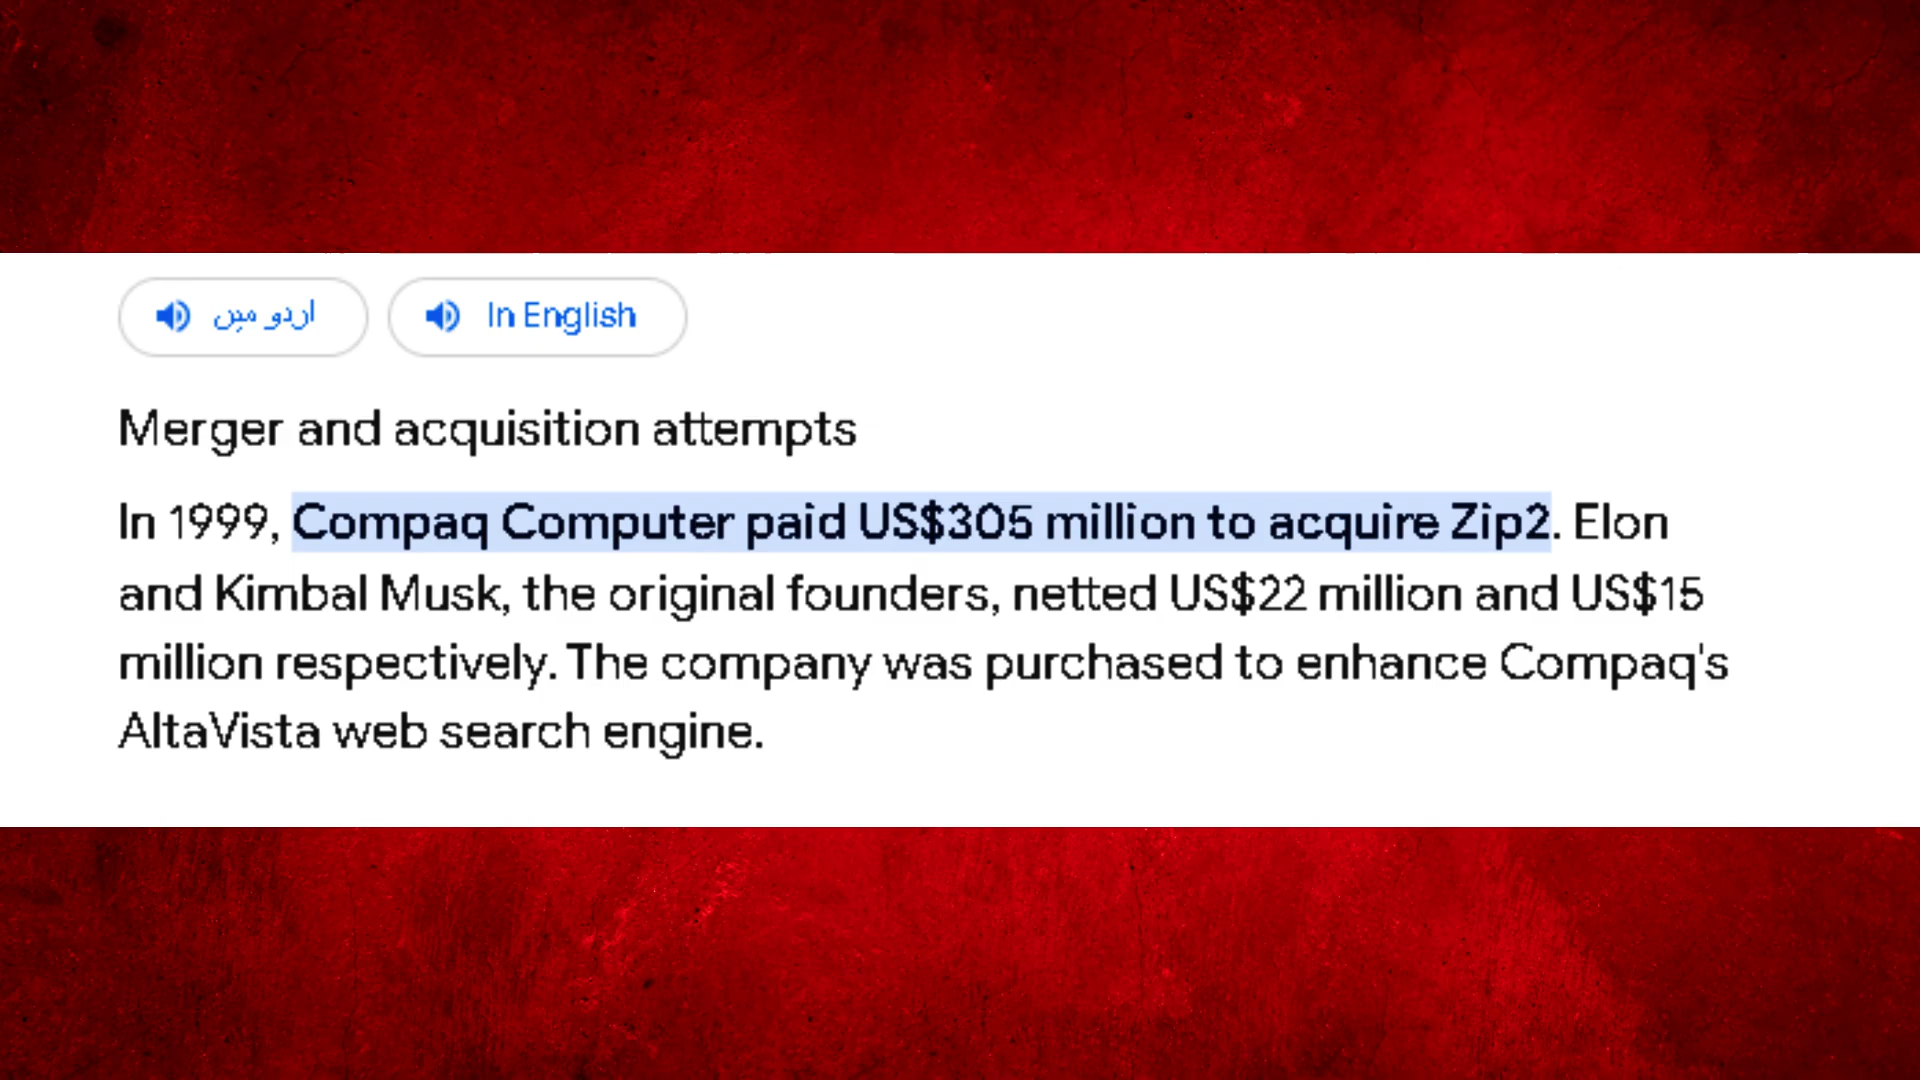 اردو میں
In English
Merger and acquisition attempts
In 1999, Compaq Computer paid US$305 million to acquire Zip2. Elon
and Kimbal Musk, the original founders, netted US$22 million and US$15
million respectively. The company was purchased to enhance Compaq's
AltaVista web search engine.